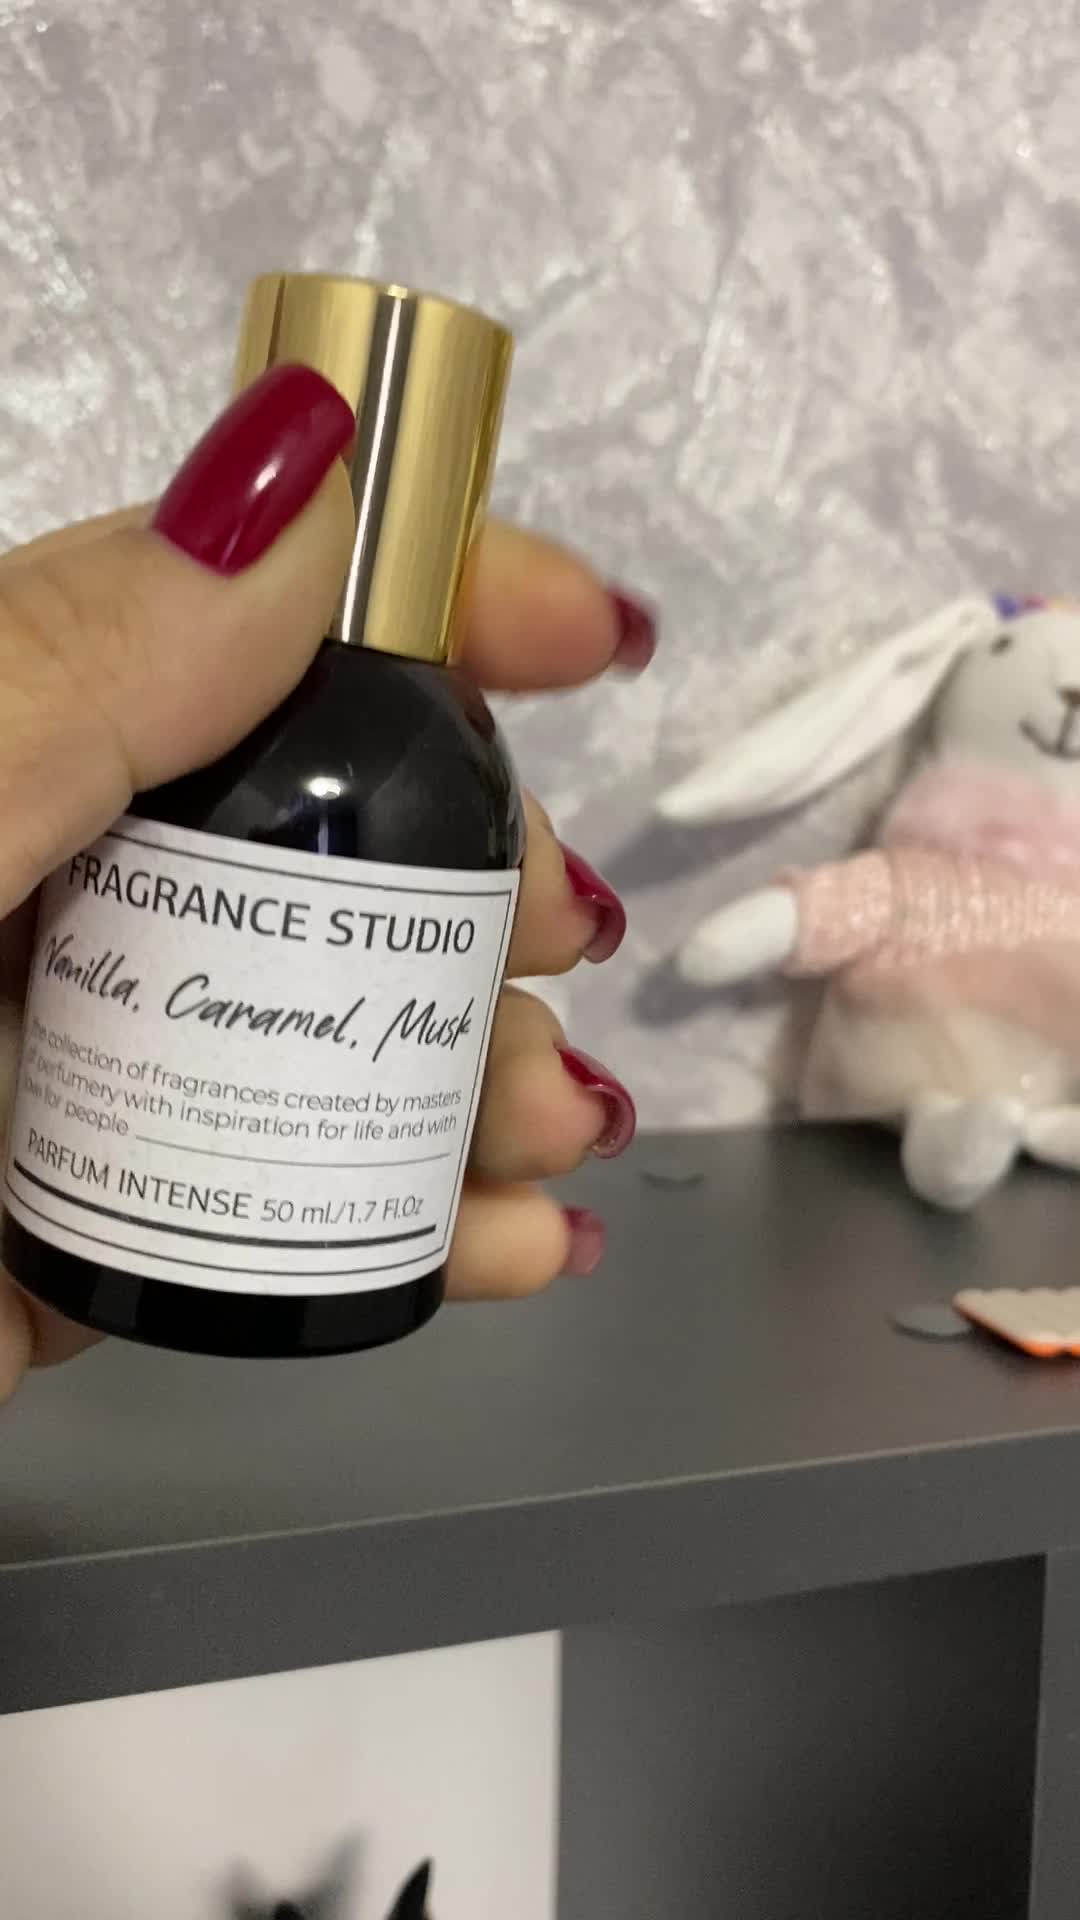 FRAGRANCE STUDIO
Vanilla, Caramel, Musk
The collection of fragrances created by masters
of perfumery with inspiration for life and with
love for people
PARFUM INTENSE 50 ml./1.7 Fl.Oz